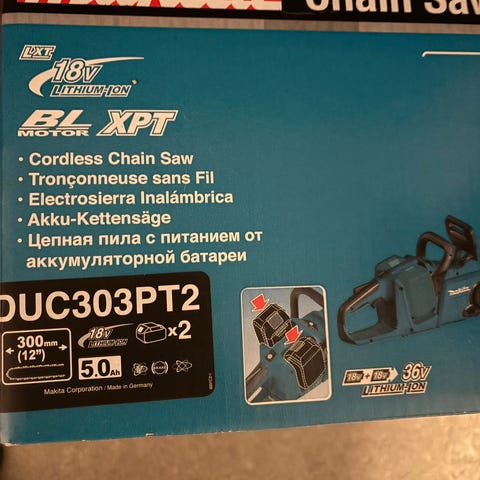 Chain Saw
LXT
18V
LITHIUM-ION
BL
MOTOR XPT
• Cordless Chain Saw
• Tronçonneuse sans Fil
• Electrosierra Inalámbrica
• Akku-Kettensäge
• Цепная пила с питанием от
аккумуляторной батареи
DUC303PT2
300mm
(12")
18V
LITHIUM-ION
x2
5.0Ah
Makita Corporation / Made in Germany
Makita
18V + 18V 36V
LITHIUM-ION